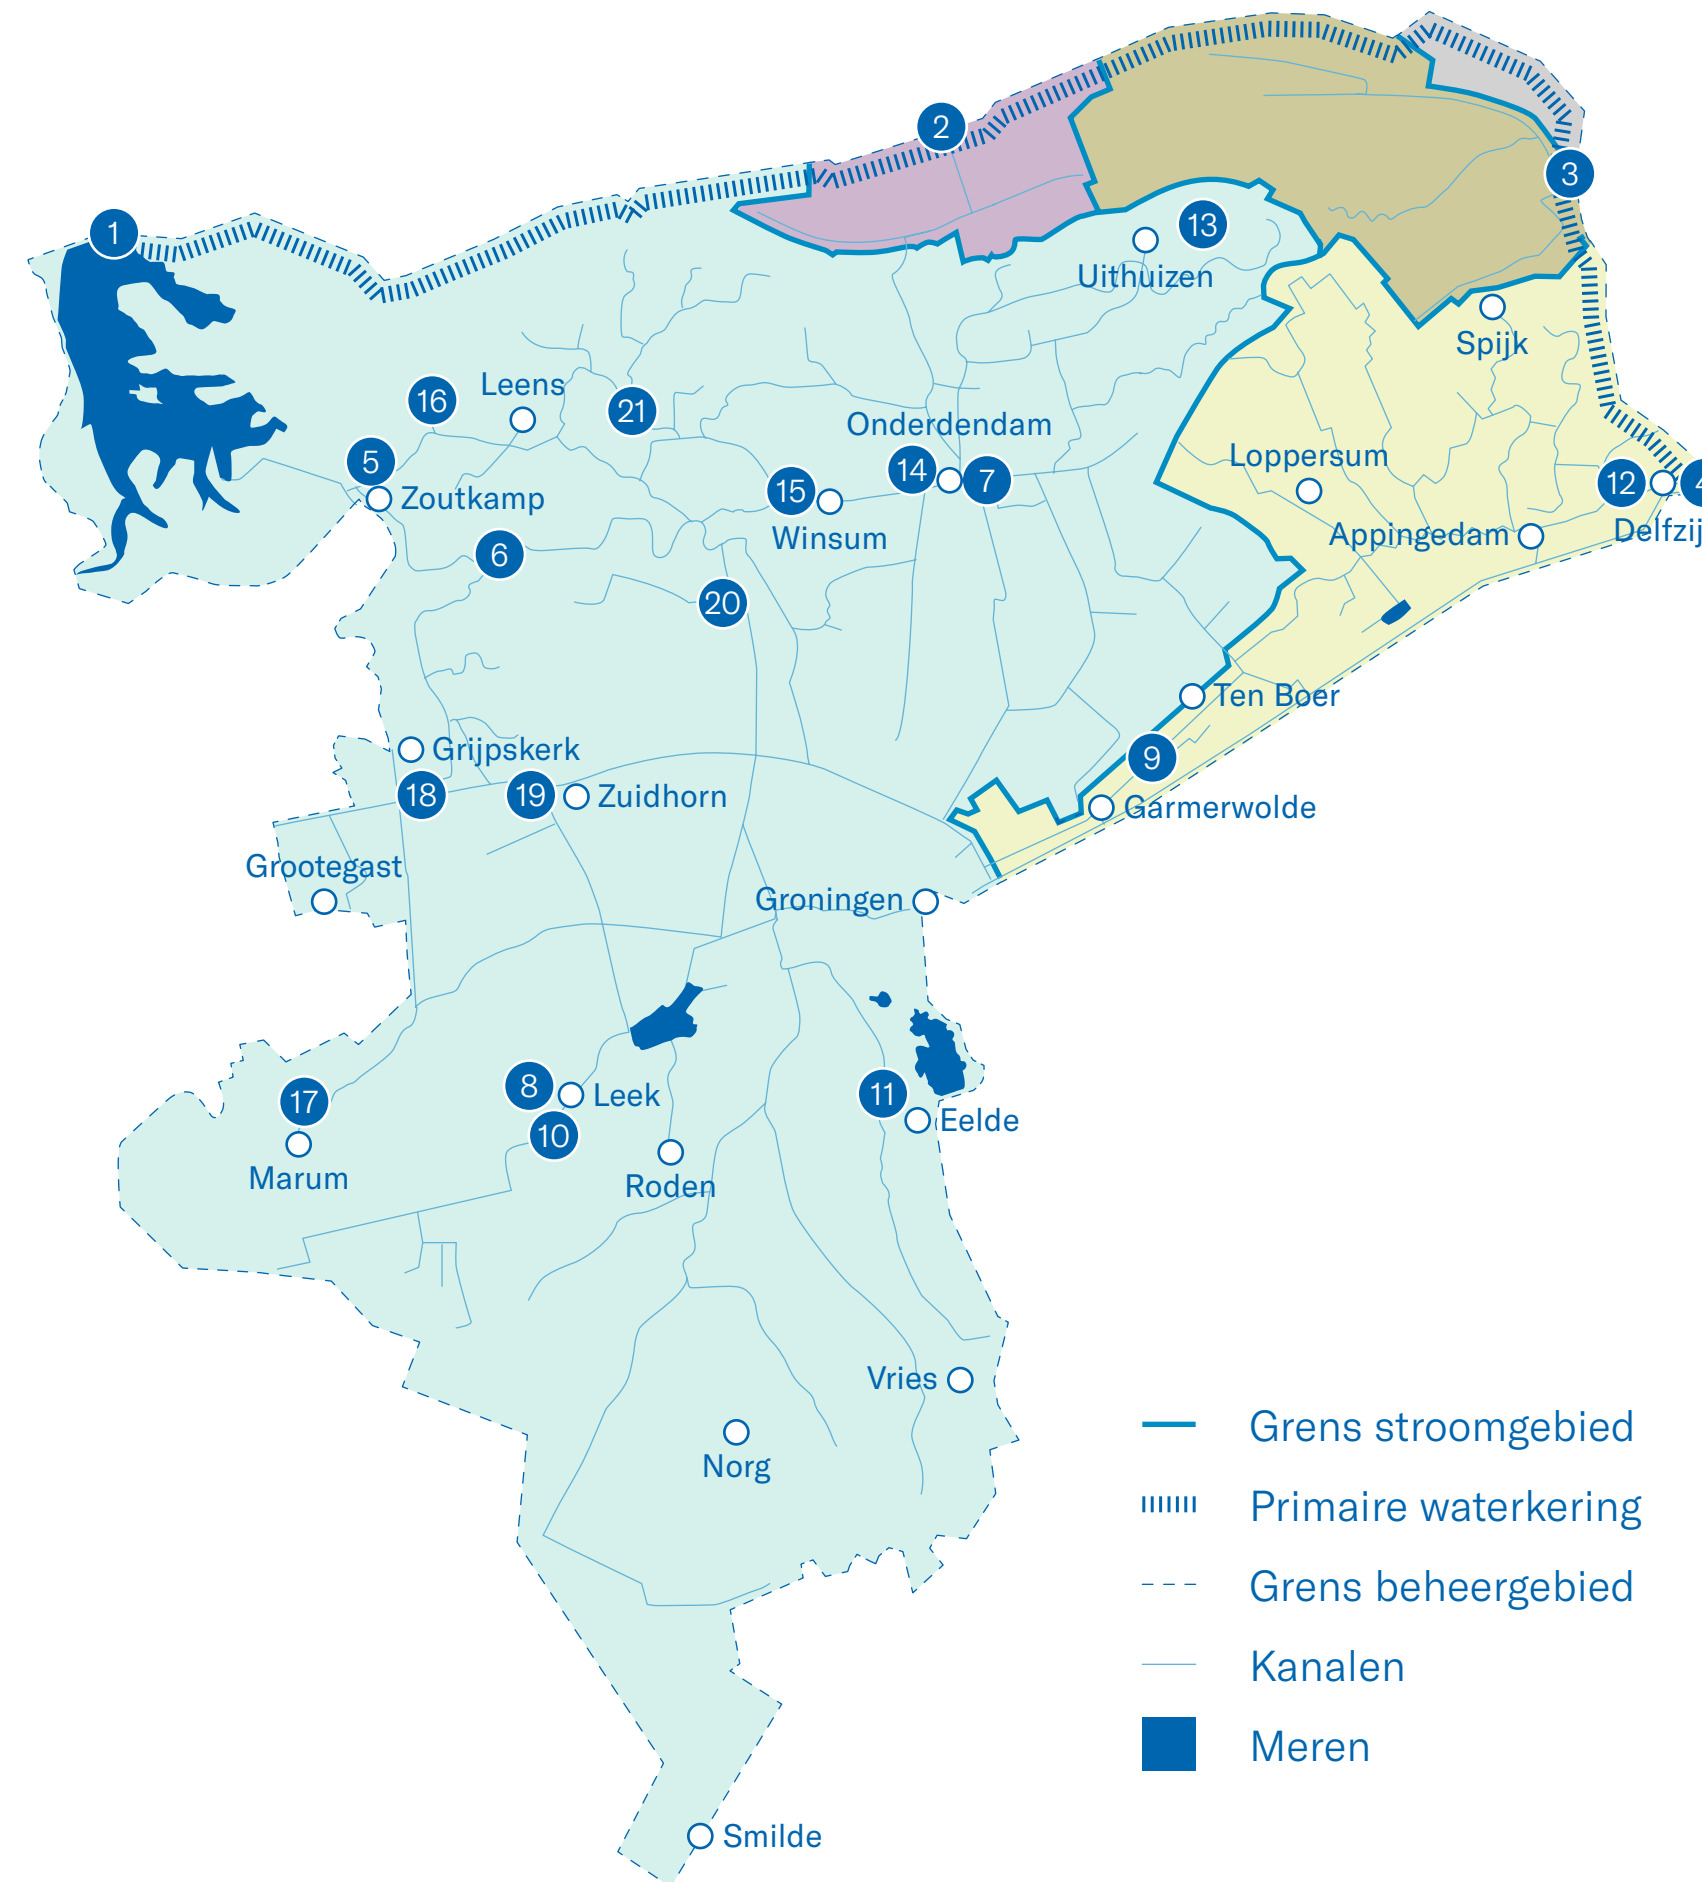 2
3
1
13
Uithuizen
Spijk
Leens
16
21
Onderdendam
5
14
7
Loppersum
15
12
4
Zoutkamp
Winsum
Appingedam
Delfzij
6
20
Ten Boer
Grijpskerk
9
18
19
Zuidhorn
Garmerwolde
Grootegast
Groningen
8
Leek
11
17
10
Eelde
Marum
Roden
Vries
Norg
Smilde
Grens stroomgebied
Primaire waterkering
Grens beheergebied
Kanalen
Meren